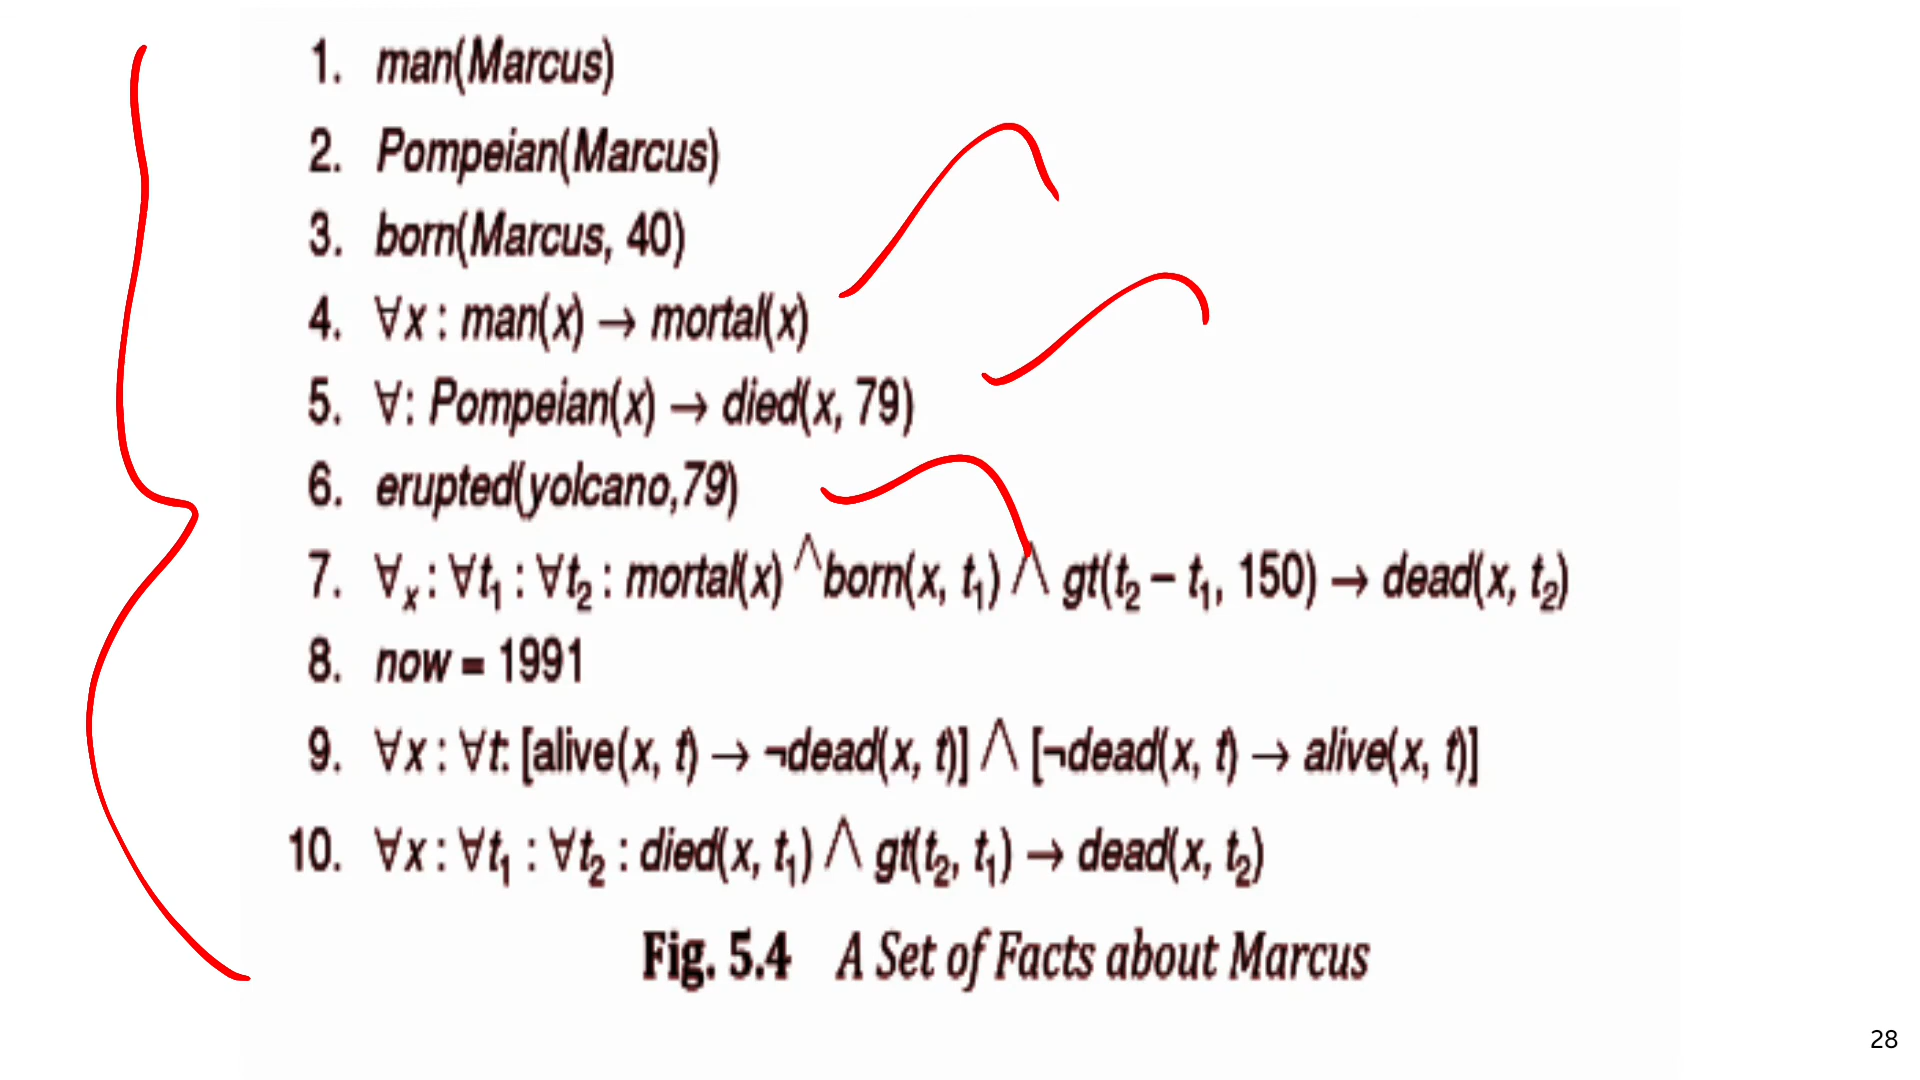 1. man(Marcus)
2. Pompeian(Marcus)
3. born(Marcus, 40)
4. ∀x : man(x) → mortal(x)
5. ∀: Pompeian(x) → died(x, 79)
6. erupted(yolcano,79)
7. ∀ₓ : ∀t₁ : ∀t₂ : mortal(x) ∧ born(x, t₁) ∧ gt(t₂ – t₁, 150) → dead(x, t₂)
8. now = 1991
9. ∀x : ∀t: [alive(x, t) → ¬dead(x, t)] ∧ [¬dead(x, t) → alive(x, t)]
10. ∀x : ∀t₁ : ∀t₂ : died(x, t₁) ∧ gt(t₂, t₁) → dead(x, t₂)
Fig. 5.4 A Set of Facts about Marcus
28